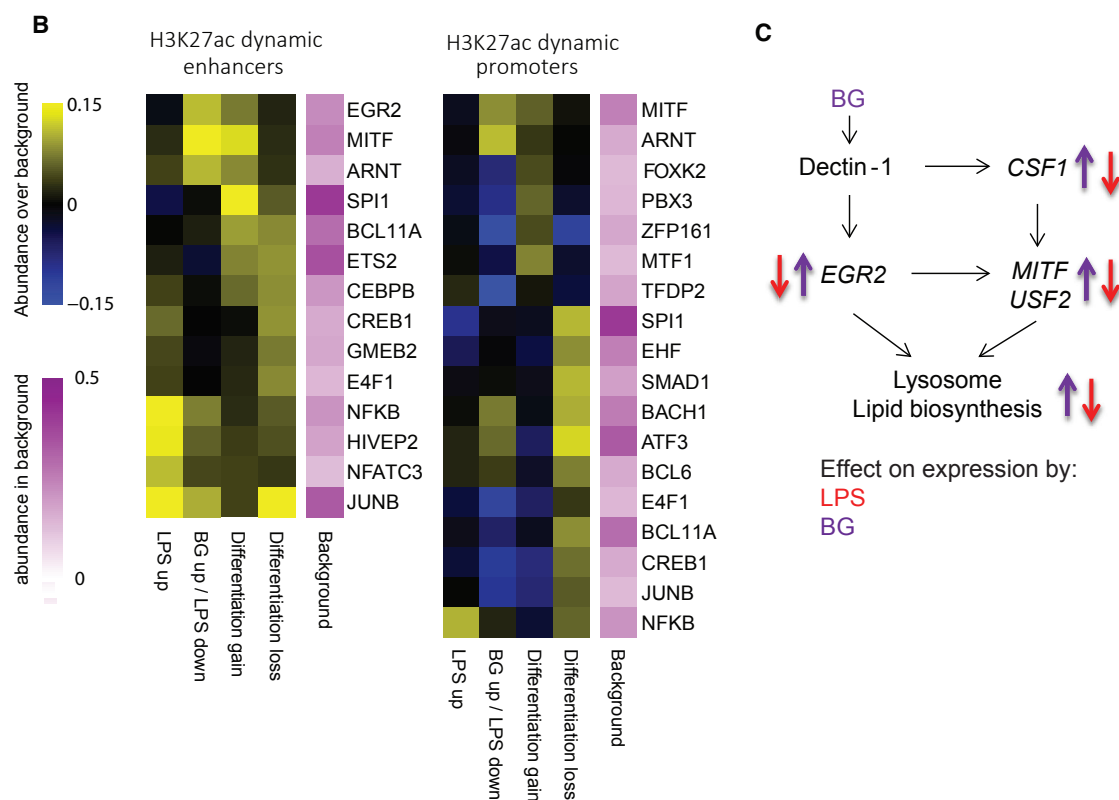 B
H3K27ac dynamic
enhancers
Abundance over background
0.15
0
−0.15
abundance in background
0.5
0
EGR2
MITF
ARNT
SPI1
BCL11A
ETS2
CEBPB
CREB1
GMEB2
E4F1
NFKB
HIVEP2
NFATC3
JUNB
LPS up
BG up / LPS down
Differentiation gain
Differentiation loss
Background
H3K27ac dynamic
promoters
MITF
ARNT
FOXK2
PBX3
ZFP161
MTF1
TFDP2
SPI1
EHF
SMAD1
BACH1
ATF3
BCL6
E4F1
BCL11A
CREB1
JUNB
NFKB
LPS up
BG up / LPS down
Differentiation gain
Differentiation loss
Background
C
BG
Dectin-1
CSF1
EGR2
MITF
USF2
Lysosome
Lipid biosynthesis
Effect on expression by:
LPS
BG